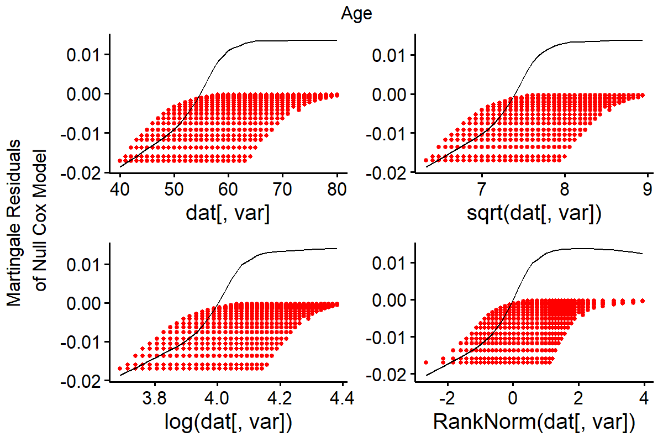 Age
Martingale Residuals
of Null Cox Model
0.01
0.00
-0.01
-0.02
40 50 60 70 80
dat[, var]
0.01
0.00
-0.01
-0.02
7 8 9
sqrt(dat[, var])
0.01
0.00
-0.01
-0.02
3.8 4.0 4.2 4.4
log(dat[, var])
0.01
0.00
-0.01
-0.02
-2 0 2 4
RankNorm(dat[, var])